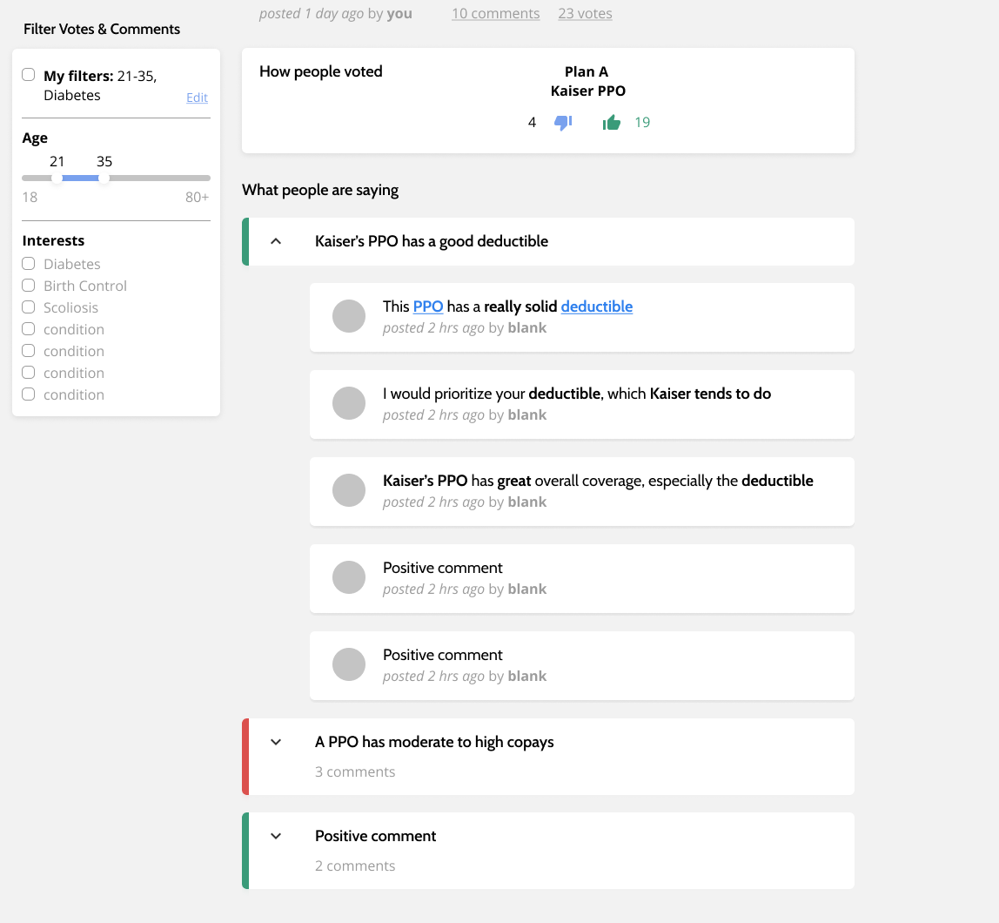 posted 1 day ago by you 10 comments 23 votes
Filter Votes & Comments
My filters: 21-35,
Diabetes
Edit
Age
21 35
18 80+
Interests
Diabetes
Birth Control
Scoliosis
condition
condition
condition
condition
How people voted
Plan A
Kaiser PPO
4 19
What people are saying
Kaiser's PPO has a good deductible
This PPO has a really solid deductible
posted 2 hrs ago by blank
I would prioritize your deductible, which Kaiser tends to do
posted 2 hrs ago by blank
Kaiser's PPO has great overall coverage, especially the deductible
posted 2 hrs ago by blank
Positive comment
posted 2 hrs ago by blank
Positive comment
posted 2 hrs ago by blank
A PPO has moderate to high copays
3 comments
Positive comment
2 comments